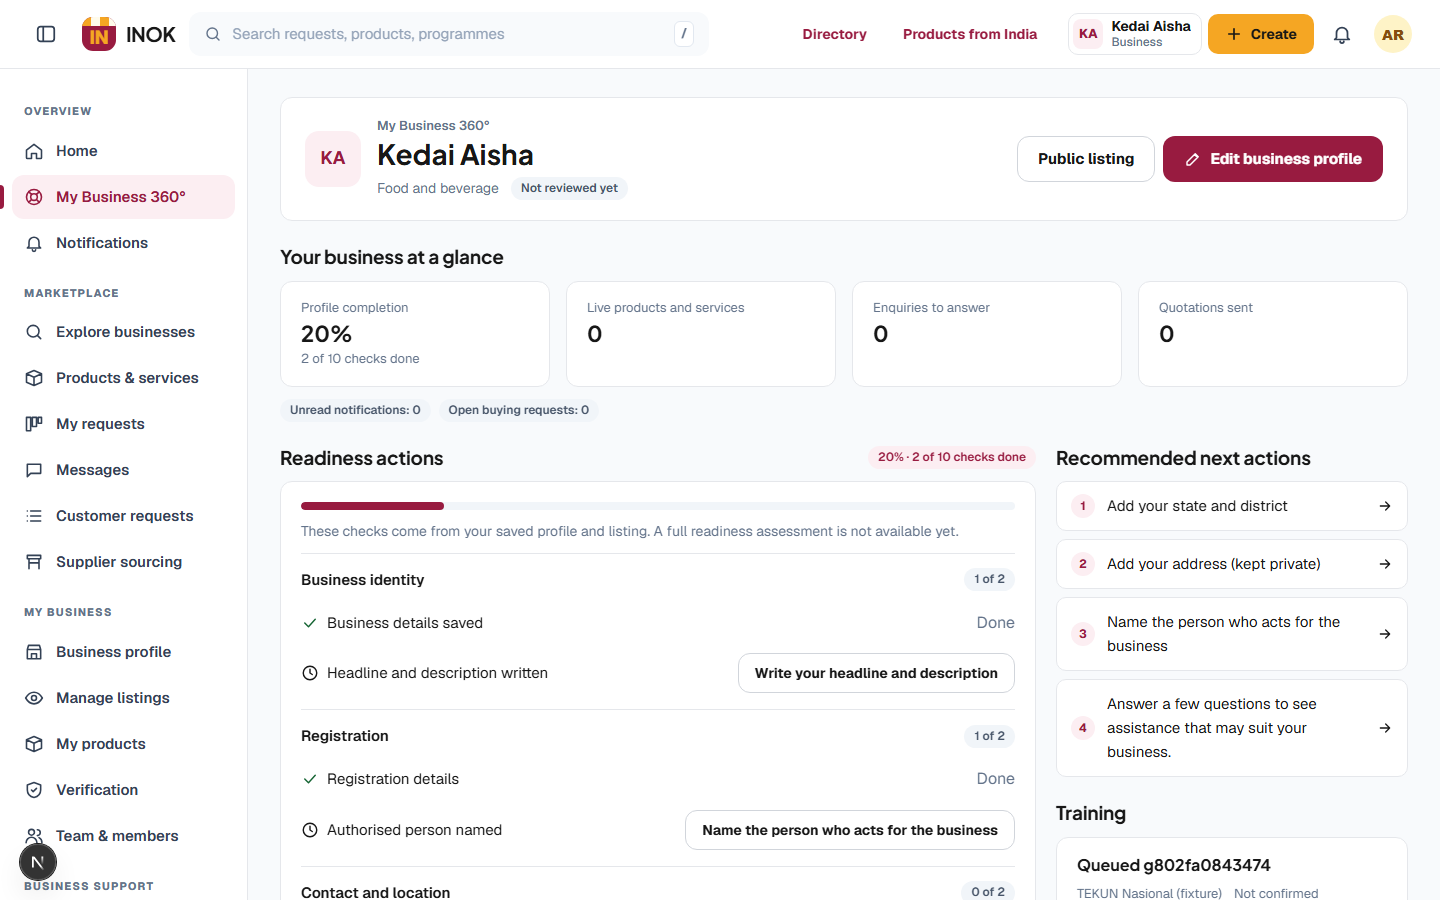 IN INOK
Search requests, products, programmes
/
Directory
Products from India
KA
Kedai Aisha
Business
Create
AR
OVERVIEW
Home
My Business 360°
Notifications
MARKETPLACE
Explore businesses
Products & services
My requests
Messages
Customer requests
Supplier sourcing
MY BUSINESS
Business profile
Manage listings
My products
Verification
Team & members
N
BUSINESS SUPPORT
KA
My Business 360°
Kedai Aisha
Food and beverage
Not reviewed yet
Public listing
Edit business profile
Your business at a glance
Profile completion
20%
2 of 10 checks done
Live products and services
0
Enquiries to answer
0
Quotations sent
0
Unread notifications: 0
Open buying requests: 0
Readiness actions
20% · 2 of 10 checks done
These checks come from your saved profile and listing. A full readiness assessment is not available yet.
Business identity
1 of 2
Business details saved
Done
Headline and description written
Write your headline and description
Registration
1 of 2
Registration details
Done
Authorised person named
Name the person who acts for the business
Contact and location
0 of 2
Recommended next actions
1
Add your state and district
2
Add your address (kept private)
3
Name the person who acts for the
business
4
Answer a few questions to see
assistance that may suit your
business.
Training
Queued g802fa0843474
TEKUN Nasional (fixture)
Not confirmed